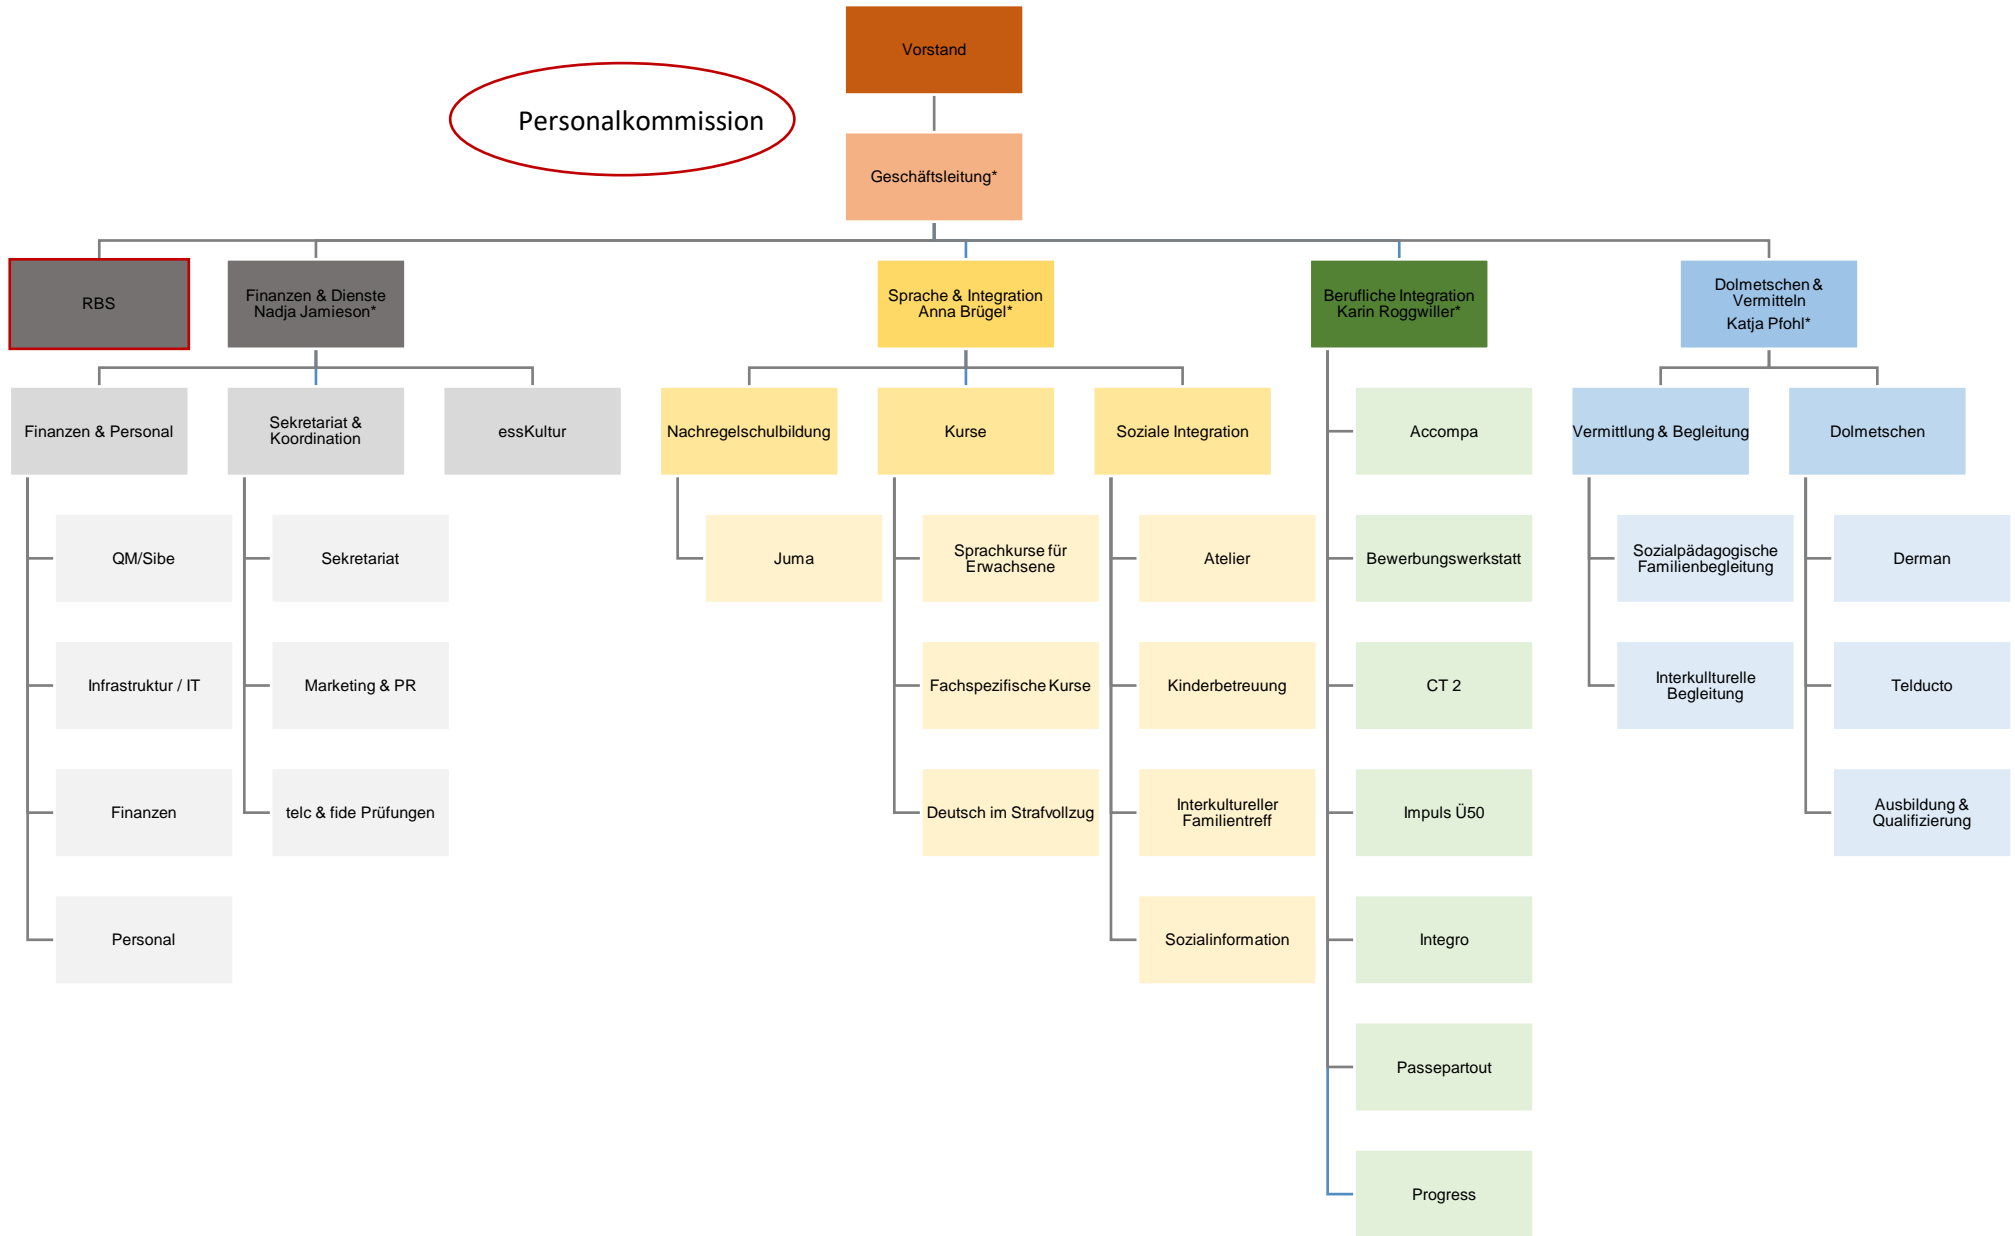 Vorstand
Personalkommission
Geschäftsleitung*
RBS
Finanzen & Dienste
Nadja Jamieson*
Sprache & Integration
Anna Brügel*
Berufliche Integration
Karin Roggwiller*
Dolmetschen &
Vermitteln
Katja Pfohl*
Finanzen & Personal
Sekretariat &
Koordination
essKultur
Nachregelschulbildung
Kurse
Soziale Integration
Accompa
Vermittlung & Begleitung
Dolmetschen
QM/Sibe
Sekretariat
Juma
Sprachkurse für
Erwachsene
Atelier
Bewerbungswerkstatt
Sozialpädagogische
Familienbegleitung
Derman
Infrastruktur / IT
Marketing & PR
Fachspezifische Kurse
Kinderbetreuung
CT 2
Interkullturelle
Begleitung
Telducto
Finanzen
telc & fide Prüfungen
Deutsch im Strafvollzug
Interkultureller
Familientreff
Impuls Ü50
Ausbildung &
Qualifizierung
Personal
Sozialinformation
Integro
Passepartout
Progress